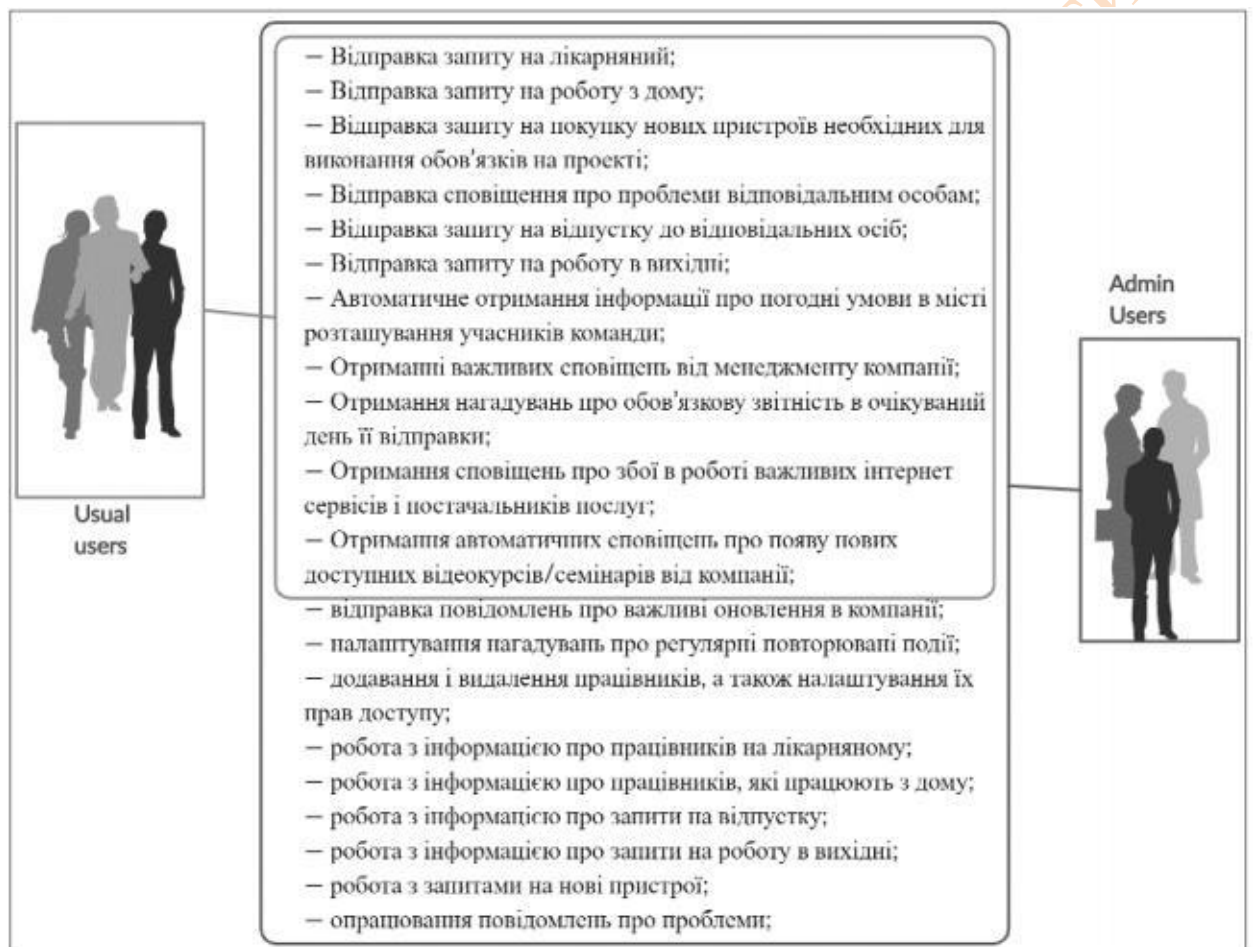 — Відправка запиту на лікарняний;
— Відправка запиту на роботу з дому;
— Відправка запиту на покупку нових пристроїв необхідних для
виконання обов'язків на проекті;
— Відправка сповіщення про проблеми відповідальним особам;
— Відправка запиту на відпустку до відповідальних осіб;
— Відправка запиту на роботу в вихідні;
— Автоматичне отримання інформації про погодні умови в місті
розташування учасників команди;
— Отриманні важливих сповіщень від менеджменту компанії;
— Отримання нагадувань про обов'язкову звітність в очікуваний
день її відправки;
— Отримання сповіщень про збої в роботі важливих інтернет
сервісів і постачальників послуг;
— Отримання автоматичних сповіщень про появу нових
доступних відеокурсів/семінарів від компанії;
— відправка повідомлень про важливі оновлення в компанії;
— налаштування нагадувань про регулярні повторювані події;
— додавання і видалення працівників, а також налаштування їх
прав доступу;
— робота з інформацією про працівників на лікарняному;
— робота з інформацією про працівників, які працюють з дому;
— робота з інформацією про запити на відпустку;
— робота з інформацією про запити на роботу в вихідні;
— робота з запитами на нові пристрої;
— опрацювання повідомлень про проблеми;
Usual
users
Admin
Users